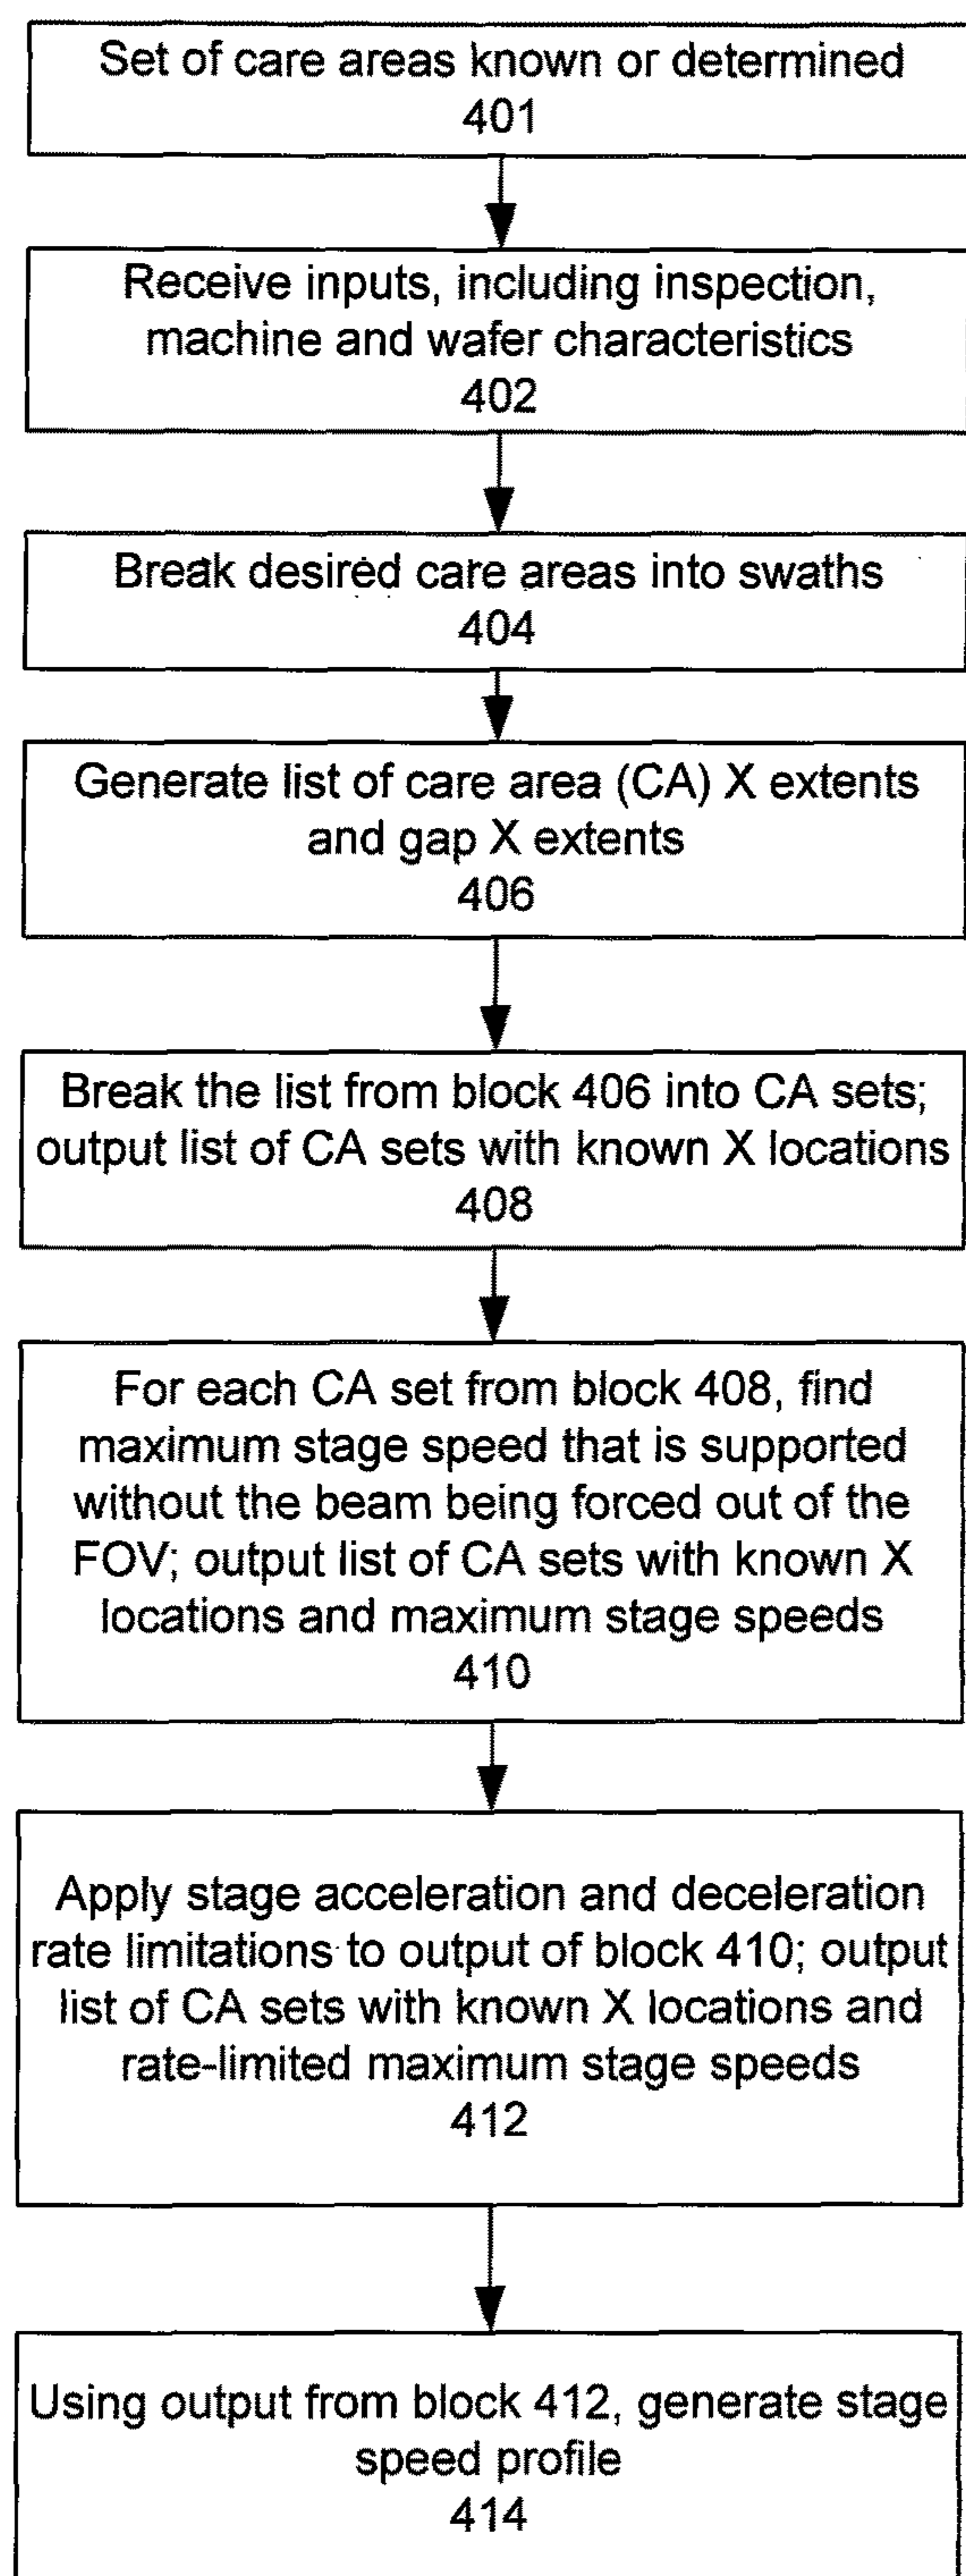 Set of care areas known or determined
401
Receive inputs, including inspection,
machine and wafer characteristics
402
Break desired care areas into swaths
404
Generate list of care area (CA) X extents
and gap X extents
406
Break the list from block 406 into CA sets;
output list of CA sets with known X locations
408
For each CA set from block 408, find
maximum stage speed that is supported
without the beam being forced out of the
FOV; output list of CA sets with known X
locations and maximum stage speeds
410
Apply stage acceleration and deceleration
rate limitations to output of block 410; output
list of CA sets with known X locations and
rate-limited maximum stage speeds
412
Using output from block 412, generate stage
speed profile
414